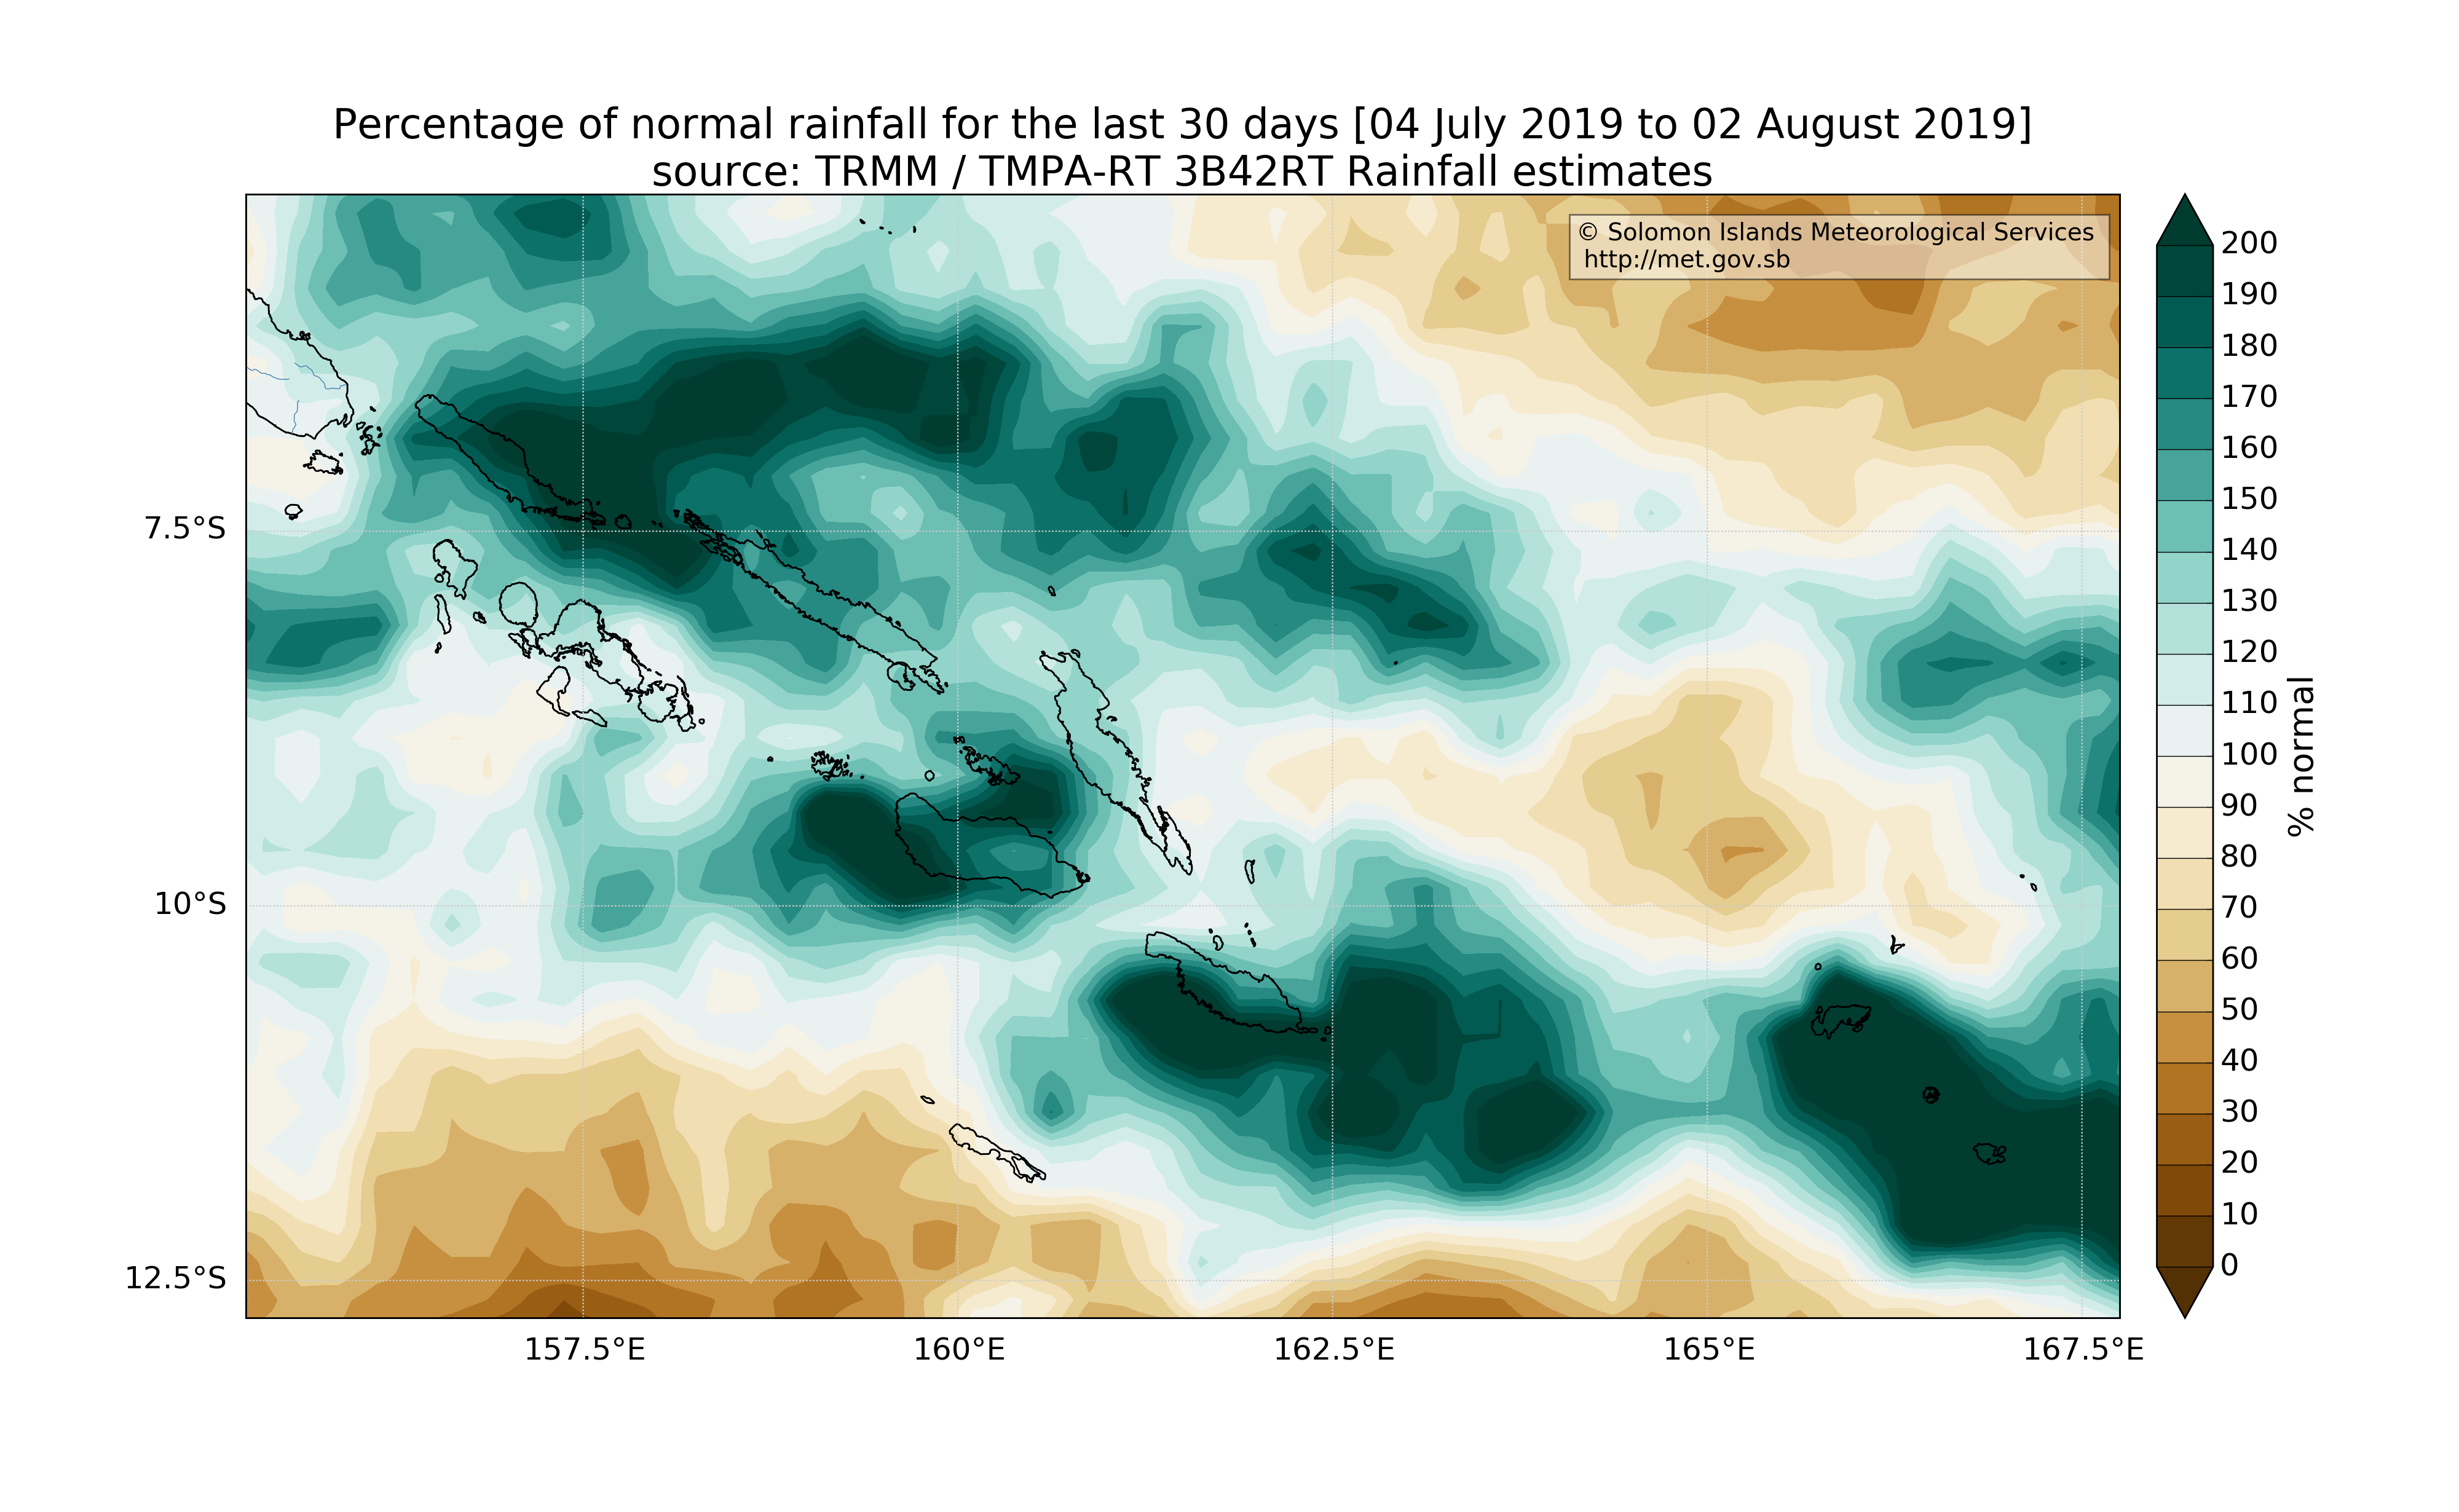 Percentage of normal rainfall for the last 30 days [04 July 2019 to 02 August 2019]
source: TRMM / TMPA-RT 3B42RT Rainfall estimates
© Solomon Islands Meteorological Services
http://met.gov.sb
7.5°S
10°S
12.5°S
157.5°E
160°E
162.5°E
165°E
167.5°E
200
190
180
170
160
150
140
130
120
110
100
90
80
70
60
50
40
30
20
10
0
% normal